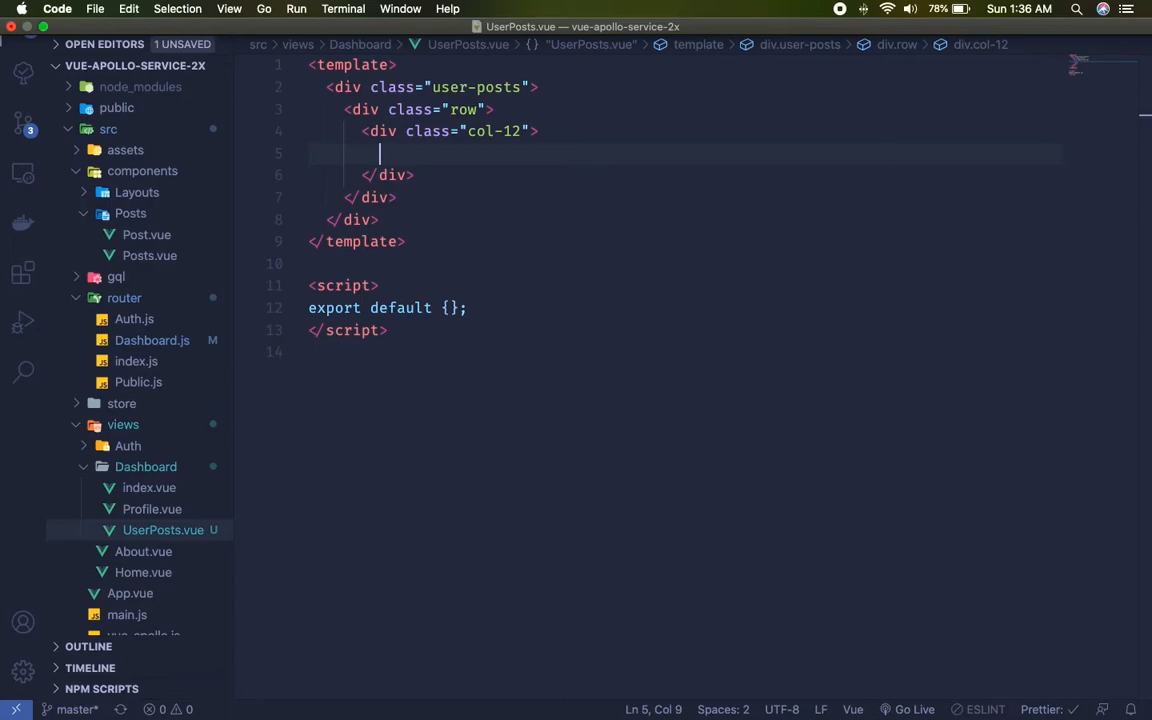 Code File Edit Selection View Go Run Terminal Window Help 78% Sun 1:36 AM
UserPosts.vue — vue-apollo-service-2x
OPEN EDITORS 1 UNSAVED
src › views › Dashboard › UserPosts.vue › {} "UserPosts.vue" › template › div.user-posts › div.row › div.col-12
VUE-APOLLO-SERVICE-2X
node_modules
public
src
assets
components
Layouts
Posts
Post.vue
Posts.vue
gql
router
Auth.js
Dashboard.js M
index.js
Public.js
store
views
Auth
Dashboard
index.vue
Profile.vue
UserPosts.vue U
About.vue
Home.vue
App.vue
main.js
vue-apollo.js
OUTLINE
TIMELINE
NPM SCRIPTS
3
1 <template>
2 <div class="user-posts">
3 <div class="row">
4 <div class="col-12">
5
6 </div>
7 </div>
8 </div>
9 </template>
10
11 <script>
12 export default {};
13 </script>
14
master* 0 0 Ln 5, Col 9 Spaces: 2 UTF-8 LF Vue Go Live ESLINT Prettier: ✓